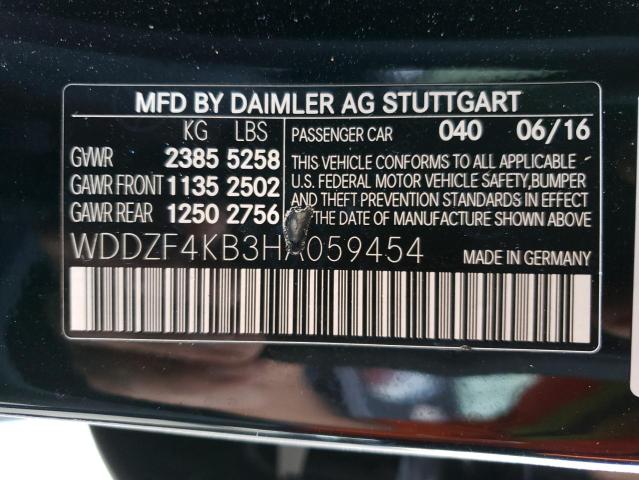 MFD BY DAIMLER AG STUTTGART
KG LBS
GVWR 2385 5258
GAWR FRONT 1135 2502
GAWR REAR 1250 2756
PASSENGER CAR 040 06/16
THIS VEHICLE CONFORMS TO ALL APPLICABLE
U.S. FEDERAL MOTOR VEHICLE SAFETY,BUMPER
AND THEFT PREVENTION STANDARDS IN EFFECT
THE DATE OF MANUFACTURE SHOWN ABOVE
WDDZF4KB3HA059454 MADE IN GERMANY